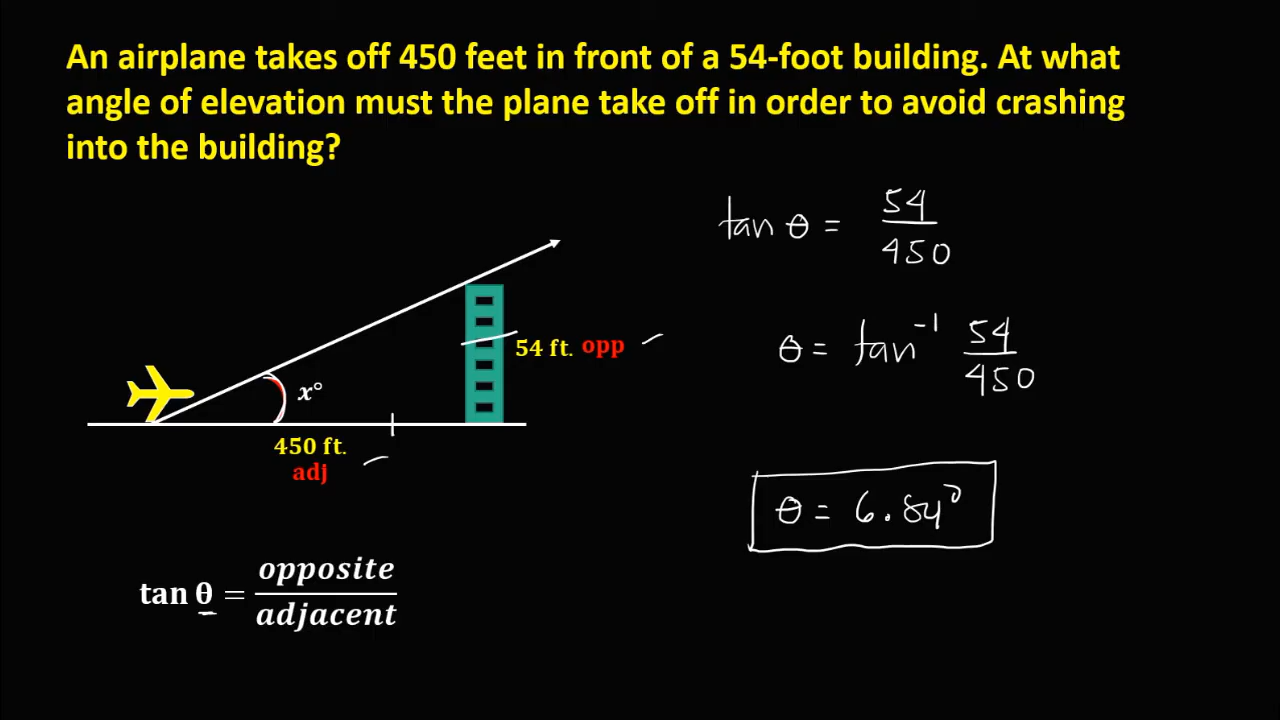 An airplane takes off 450 feet in front of a 54-foot building. At what
angle of elevation must the plane take off in order to avoid crashing
into the building?
tan θ = 54/450
θ = tan⁻¹ 54/450
54 ft. opp
x°
450 ft.
adj
θ = 6.84°
tan θ = opposite/adjacent